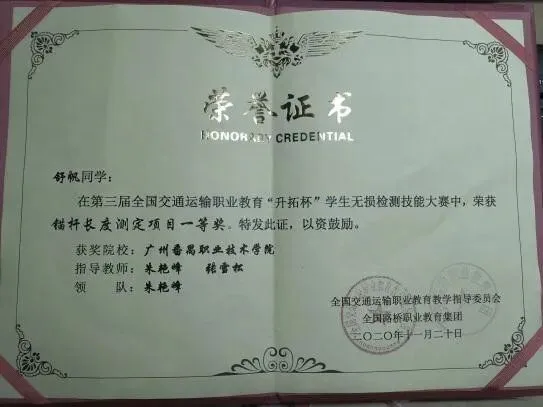 荣誉证书
HONORARY CREDENTIAL
舒帆同学：
在第三届全国交通运输职业教育“升拓杯”学生无损检测技能大赛中，荣获
锚杆长度测定项目一等奖。特发此证，以资鼓励。
获奖院校：广州番禺职业技术学院
指导教师：朱艳峰 张雪松
领 队：朱艳峰
全国交通运输职业教育教学指导委员会
全国路桥职业教育集团
二〇二〇年十一月二十日